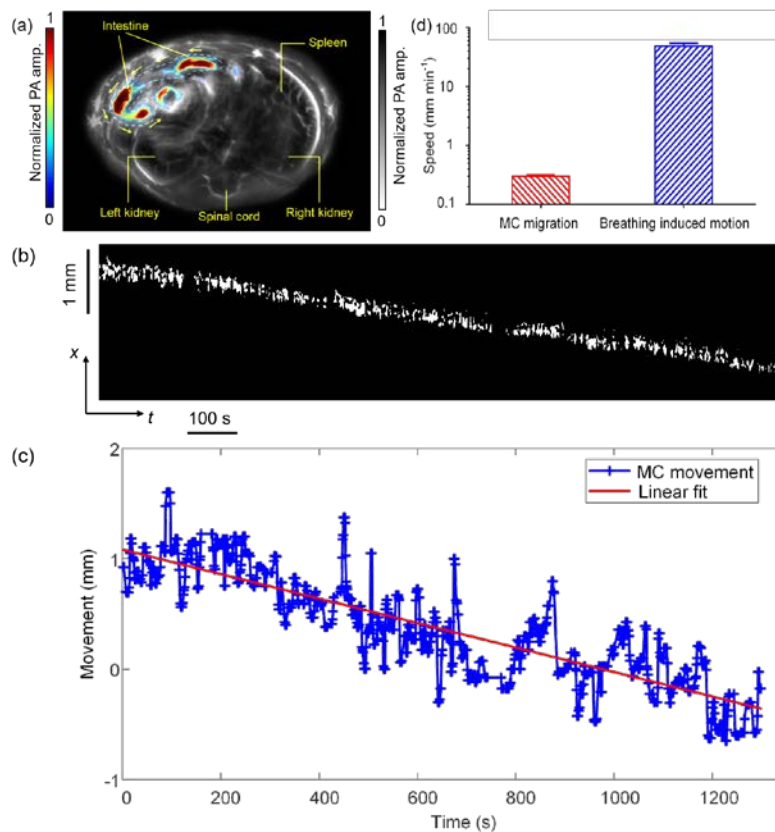 (a)
1
Normalized PA amp.
0
Intestine
Spleen
Left kidney
Spinal cord
Right kidney
1
Normalized PA amp.
0
(d)
100
10
1
0.1
Speed (mm min⁻¹)
MC migration
Breathing induced motion
(b)
1 mm
x
t
100 s
(c)
2
1
0
-1
Movement (mm)
MC movement
Linear fit
0
200
400
600
800
1000
1200
Time (s)